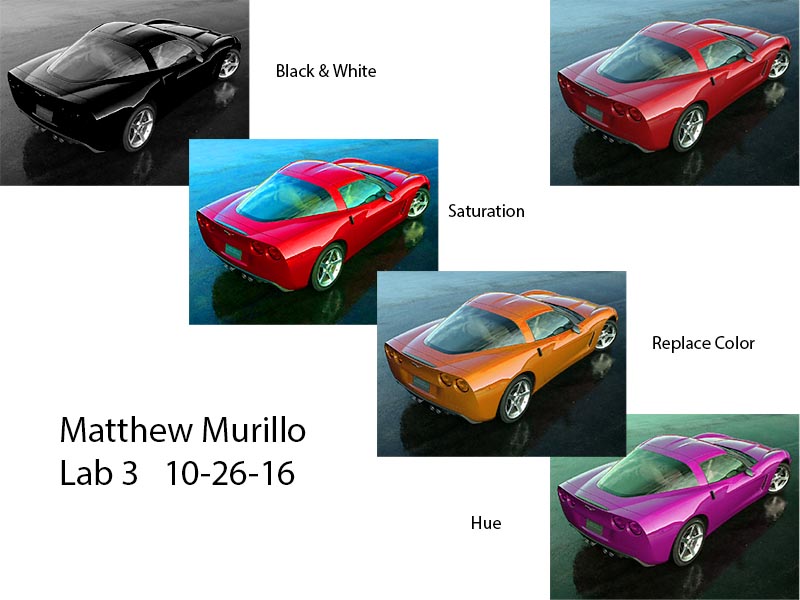 Black & White
Saturation
Replace Color
Matthew Murillo
Lab 3 10-26-16
Hue